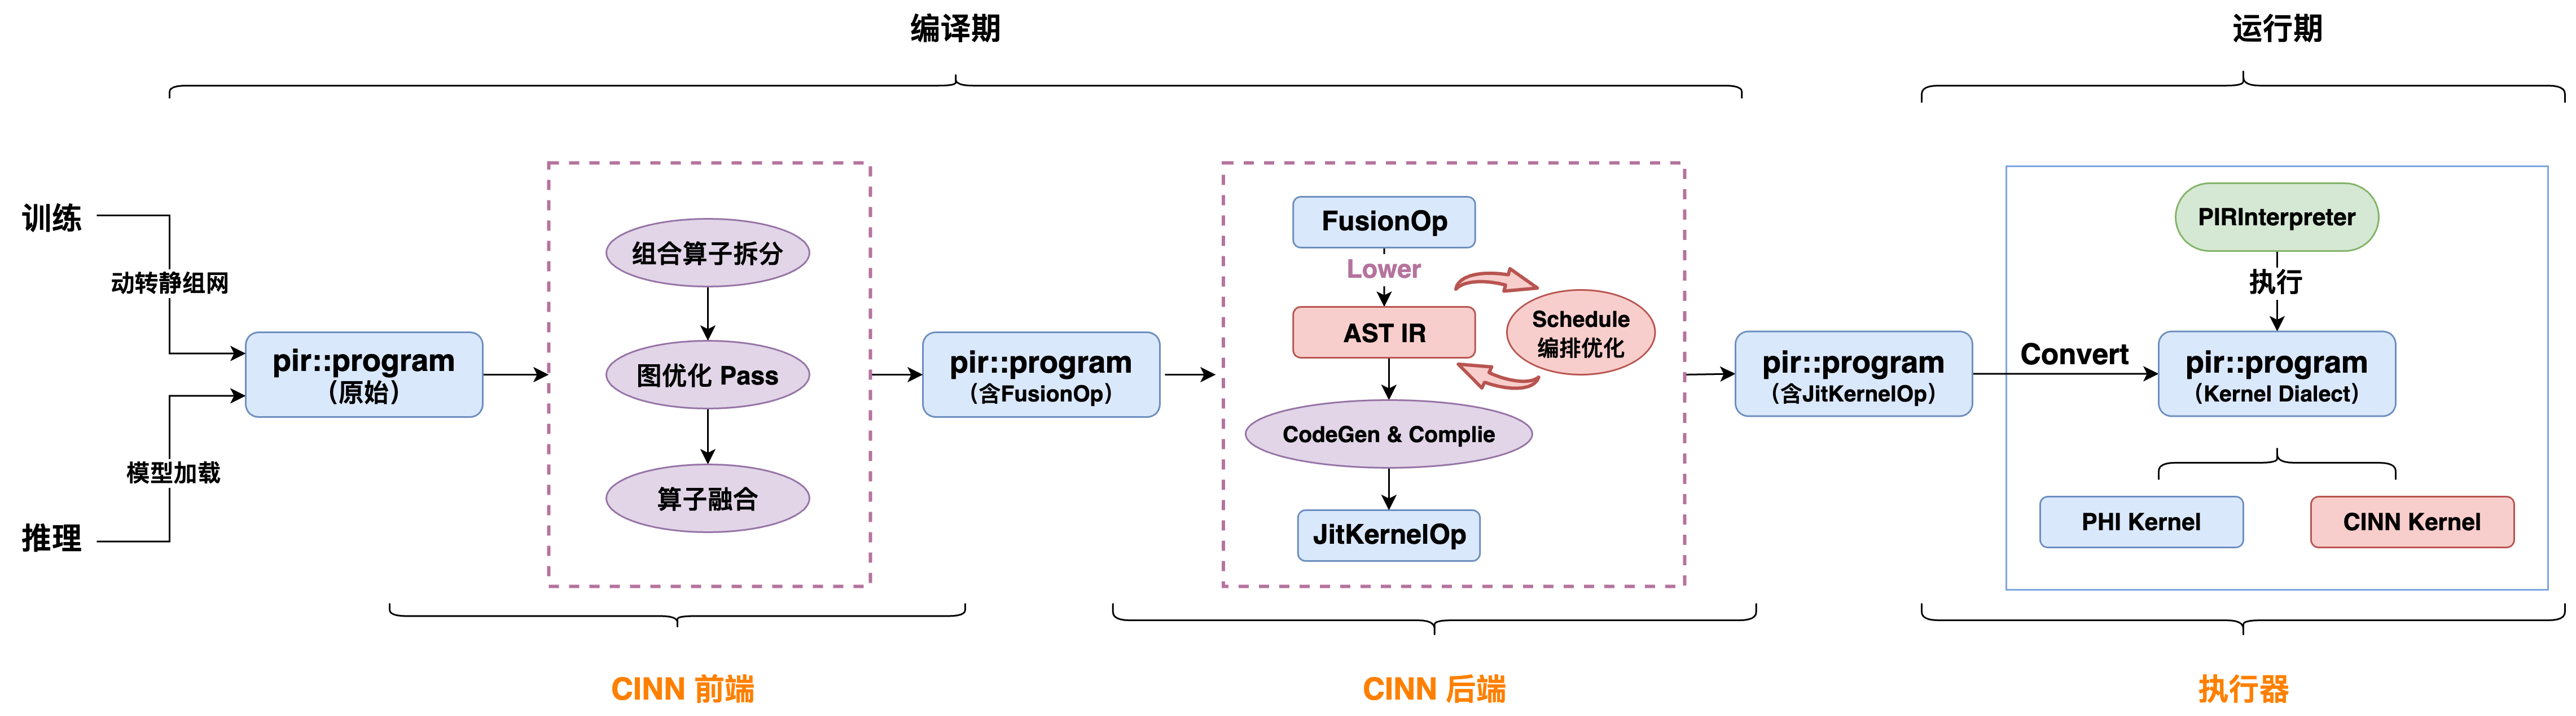 编译期
运行期
训练
动转静组网
模型加载
推理
pir::program
（原始）
组合算子拆分
图优化 Pass
算子融合
pir::program
（含FusionOp）
FusionOp
Lower
AST IR
Schedule
编排优化
CodeGen & Complie
JitKernelOp
pir::program
（含JitKernelOp）
Convert
PIRInterpreter
执行
pir::program
（Kernel Dialect）
PHI Kernel
CINN Kernel
CINN 前端
CINN 后端
执行器